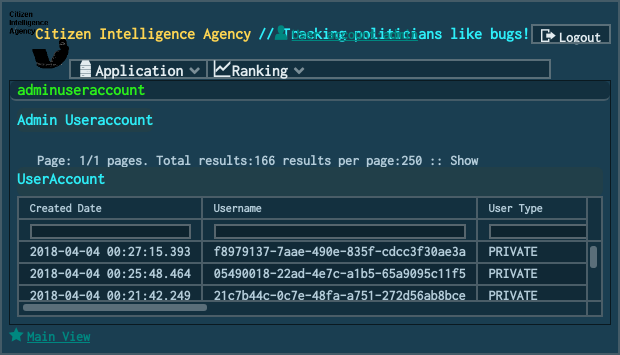 Citizen
Intelligence
Agency
Citizen Intelligence Agency // Tracking politicians like bugs!
Logout
Application Ranking
adminuseraccount
Admin Useraccount
Page: 1/1 pages. Total results:166 results per page:250 :: Show
UserAccount
Created Date Username User Type
2018-04-04 00:27:15.393 f8979137-7aae-490e-835f-cdcc3f30ae3a PRIVATE
2018-04-04 00:25:48.464 05490018-22ad-4e7c-a1b5-65a9095c11f5 PRIVATE
2018-04-04 00:21:42.249 21c7b44c-0c7e-48fa-a751-272d56ab8bce PRIVATE
Main View